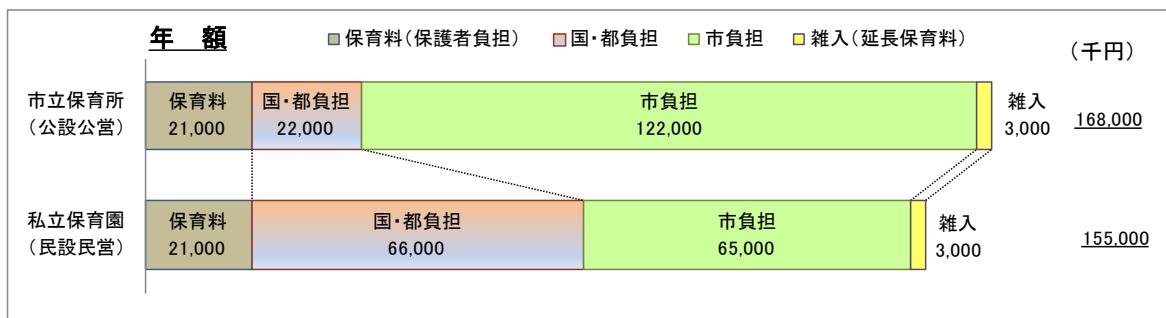 年 額
保育料(保護者負担) 国・都負担 市負担 雑入(延長保育料)
(千円)
市立保育所
(公設公営)
保育料
21,000
国・都負担
22,000
市負担
122,000
雑入
3,000
168,000
私立保育園
(民設民営)
保育料
21,000
国・都負担
66,000
市負担
65,000
雑入
3,000
155,000